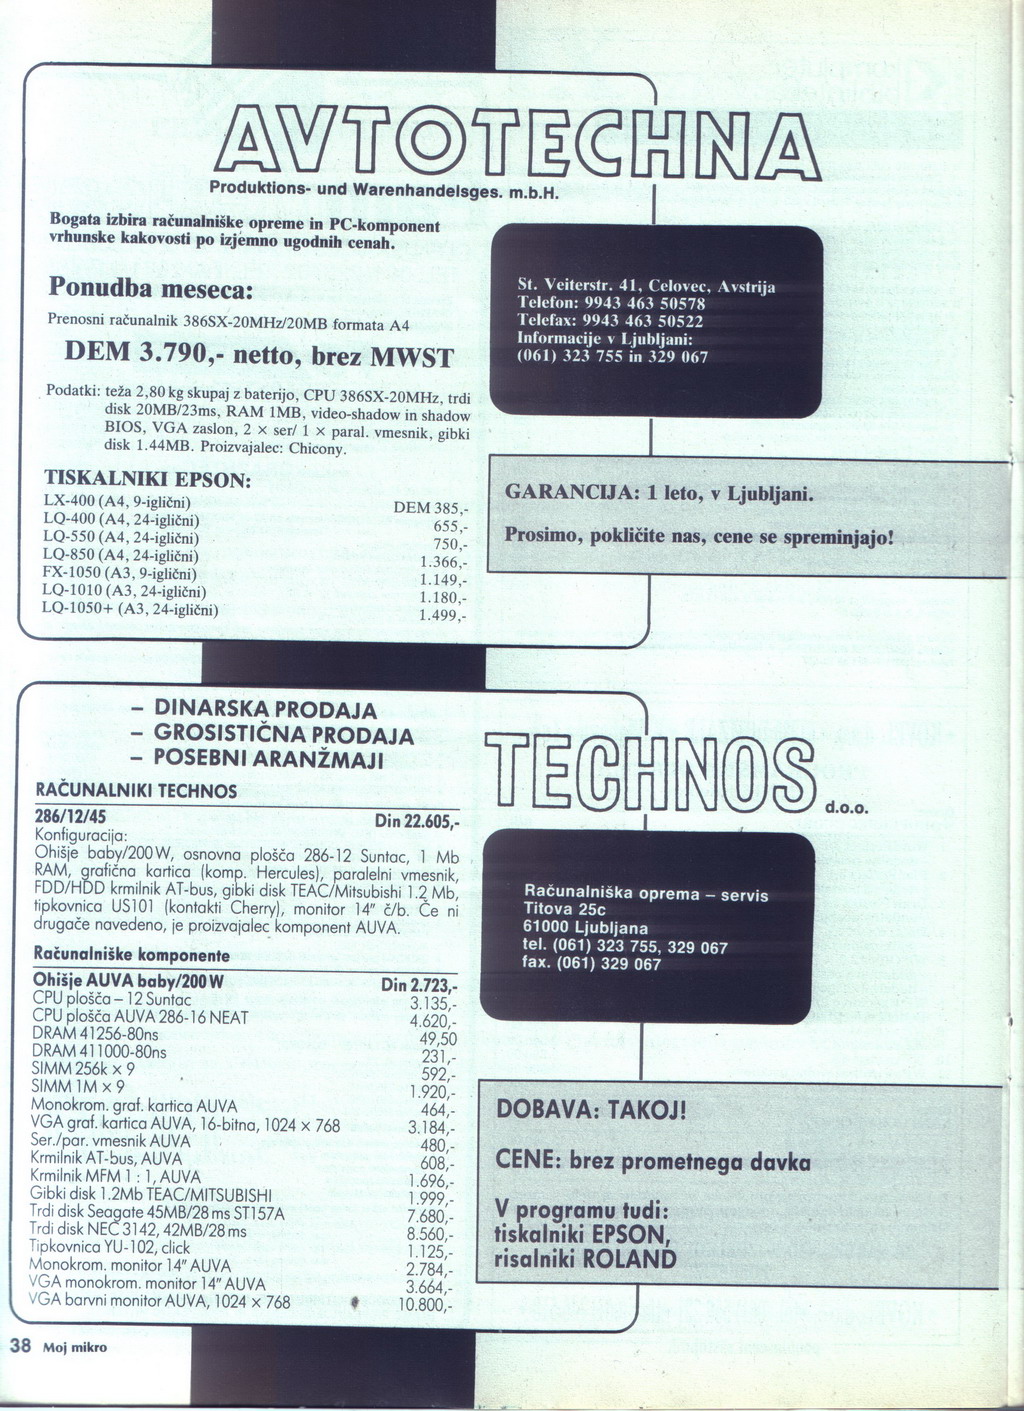 AVTOTECHNA
Produktions- und Warenhandelsges. m.b.H.
Bogata izbira računalniške opreme in PC-komponent
vrhunske kakovosti po izjemno ugodnih cenah.
Ponudba meseca:
Prenosni računalnik 386SX-20MHz/20MB formata A4
DEM 3.790,- netto, brez MWST
Podatki: teža 2,80 kg skupaj z baterijo, CPU 386SX-20MHz, trdi
disk 20MB/23ms, RAM 1MB, video-shadow in shadow
BIOS, VGA zaslon, 2 × ser/ 1 × paral. vmesnik, gibki
disk 1.44MB. Proizvajalec: Chicony.
TISKALNIKI EPSON:
LX-400 (A4, 9-iglični) DEM 385,-
LQ-400 (A4, 24-iglični) 655,-
LQ-550 (A4, 24-iglični) 750,-
LQ-850 (A4, 24-iglični) 1.366,-
FX-1050 (A3, 9-iglični) 1.149,-
LQ-1010 (A3, 24-iglični) 1.180,-
LQ-1050+ (A3, 24-iglični) 1.499,-
St. Veiterstr. 41, Celovec, Avstrija
Telefon: 9943 463 50578
Telefax: 9943 463 50522
Informacije v Ljubljani:
(061) 323 755 in 329 067
GARANCIJA: 1 leto, v Ljubljani.
Prosimo, pokličite nas, cene se spreminjajo!
– DINARSKA PRODAJA
– GROSISTIČNA PRODAJA
– POSEBNI ARANŽMAJI
RAČUNALNIKI TECHNOS
286/12/45 Din 22.605,-
Konfiguracija:
Ohišje baby/200W, osnovna plošča 286-12 Suntac, 1 Mb
RAM, grafična kartica (komp. Hercules), paralelni vmesnik,
FDD/HDD krmilnik AT-bus, gibki disk TEAC/Mitsubishi 1.2 Mb,
tipkovnica US101 (kontakti Cherry), monitor 14" č/b. Če ni
drugače navedeno, je proizvajalec komponent AUVA.
Računalniške komponente
Ohišje AUVA baby/200 W Din 2.723,-
CPU plošča – 12 Suntac 3.135,-
CPU plošča AUVA 286-16 NEAT 4.620,-
DRAM 41256-80ns 49,50
DRAM 411000-80ns 231,-
SIMM 256k x 9 592,-
SIMM 1M x 9 1.920,-
Monokrom. graf. kartica AUVA 464,-
VGA graf. kartica AUVA, 16-bitna, 1024 × 768 3.184,-
Ser./par. vmesnik AUVA 480,-
Krmilnik AT-bus, AUVA 608,-
Krmilnik MFM 1 : 1, AUVA 1.696,-
Gibki disk 1.2Mb TEAC/MITSUBISHI 1.999,-
Trdi disk Seagate 45MB/28 ms ST157A 7.680,-
Trdi disk NEC 3142, 42MB/28 ms 8.560,-
Tipkovnica YU-102, click 1.125,-
Monokrom. monitor 14" AUVA 2.784,-
VGA monokrom. monitor 14" AUVA 3.664,-
VGA barvni monitor AUVA, 1024 × 768 10.800,-
TECHNOS d.o.o.
Računalniška oprema – servis
Titova 25c
61000 Ljubljana
tel. (061) 323 755, 329 067
fax. (061) 329 067
DOBAVA: TAKOJ!
CENE: brez prometnega davka
V programu tudi:
tiskalniki EPSON,
risalniki ROLAND
38 Moj mikro